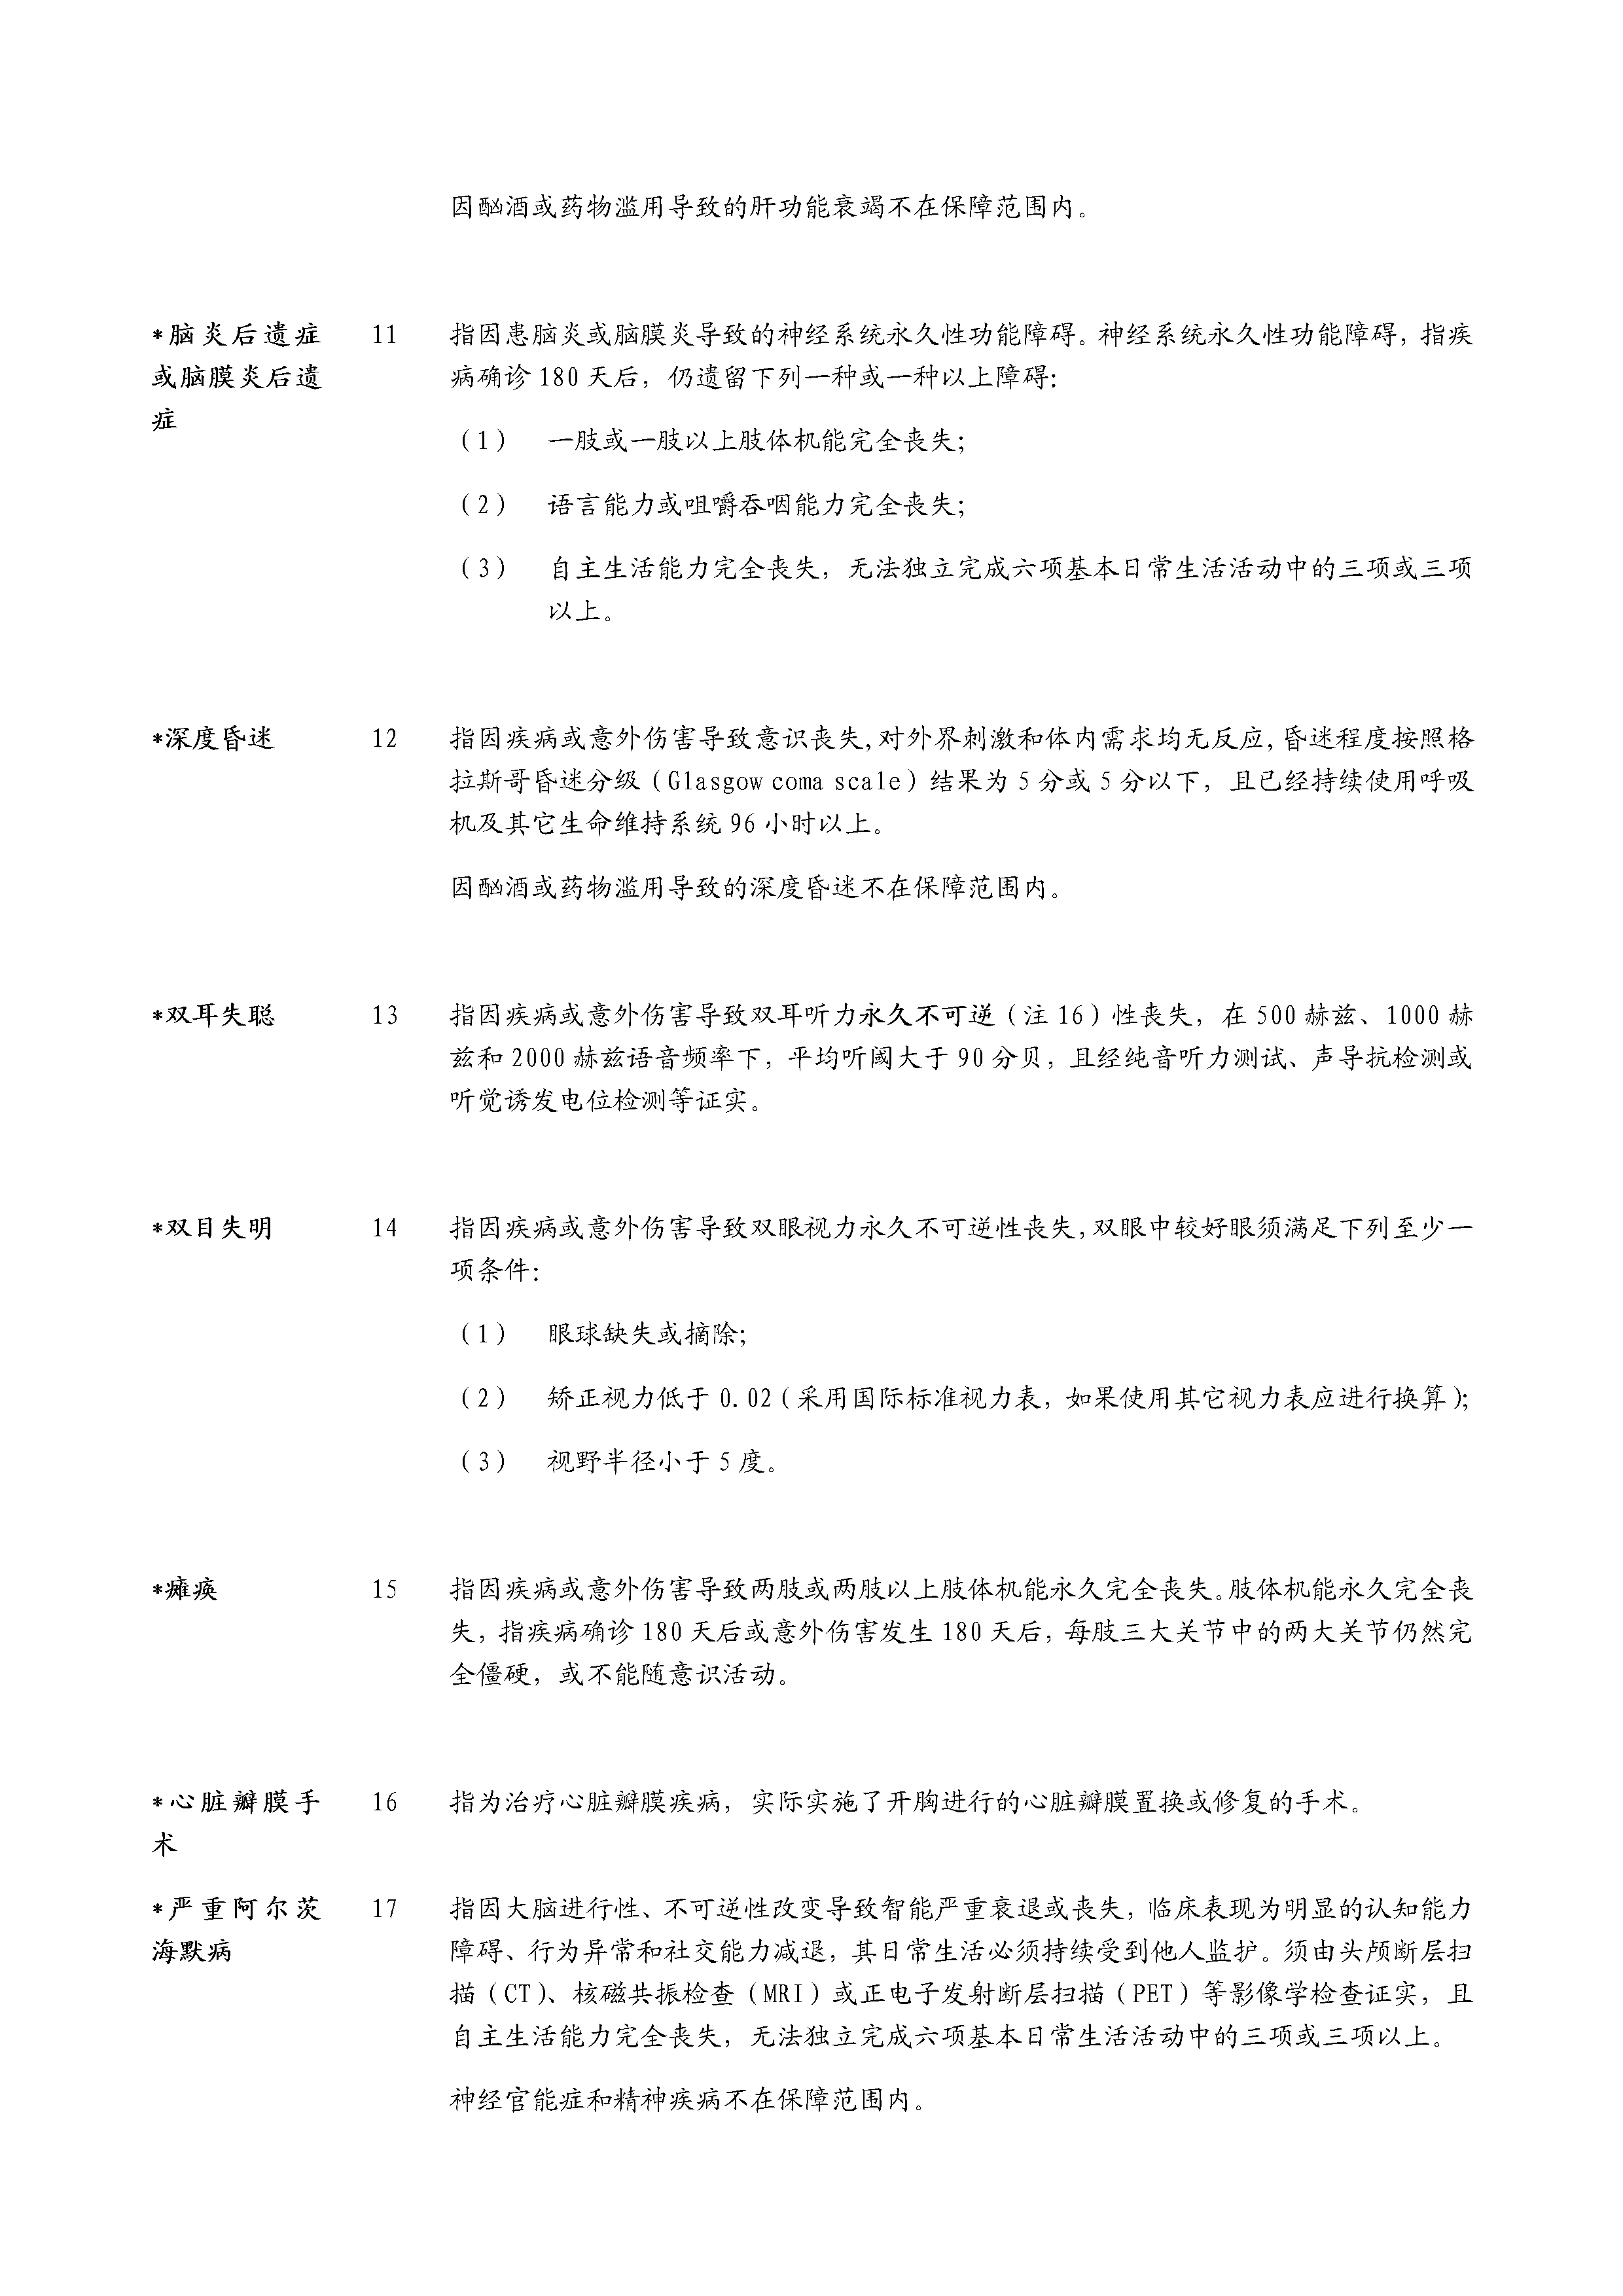 因酗酒或药物滥用导致的肝功能衰竭不在保障范围内。
*脑炎后遗症 11 指因患脑炎或脑膜炎导致的神经系统永久性功能障碍。神经系统永久性功能障碍，指疾
或脑膜炎后遗 病确诊 180 天后，仍遗留下列一种或一种以上障碍：
症
（1） 一肢或一肢以上肢体机能完全丧失；
（2） 语言能力或咀嚼吞咽能力完全丧失；
（3） 自主生活能力完全丧失，无法独立完成六项基本日常生活活动中的三项或三项
以上。
*深度昏迷 12 指因疾病或意外伤害导致意识丧失，对外界刺激和体内需求均无反应，昏迷程度按照格
拉斯哥昏迷分级（Glasgow coma scale）结果为 5 分或 5 分以下，且已经持续使用呼吸
机及其它生命维持系统 96 小时以上。
因酗酒或药物滥用导致的深度昏迷不在保障范围内。
*双耳失聪 13 指因疾病或意外伤害导致双耳听力永久不可逆（注 16）性丧失，在 500 赫兹、1000 赫
兹和 2000 赫兹语音频率下，平均听阈大于 90 分贝，且经纯音听力测试、声导抗检测或
听觉诱发电位检测等证实。
*双目失明 14 指因疾病或意外伤害导致双眼视力永久不可逆性丧失，双眼中较好眼须满足下列至少一
项条件：
（1） 眼球缺失或摘除；
（2） 矫正视力低于 0.02（采用国际标准视力表，如果使用其它视力表应进行换算）；
（3） 视野半径小于 5 度。
*瘫痪 15 指因疾病或意外伤害导致两肢或两肢以上肢体机能永久完全丧失。肢体机能永久完全丧
失，指疾病确诊 180 天后或意外伤害发生 180 天后，每肢三大关节中的两大关节仍然完
全僵硬，或不能随意识活动。
*心脏瓣膜手 16 指为治疗心脏瓣膜疾病，实际实施了开胸进行的心脏瓣膜置换或修复的手术。
术
*严重阿尔茨 17 指因大脑进行性、不可逆性改变导致智能严重衰退或丧失，临床表现为明显的认知能力
海默病 障碍、行为异常和社交能力减退，其日常生活必须持续受到他人监护。须由头颅断层扫
描（CT）、核磁共振检查（MRI）或正电子发射断层扫描（PET）等影像学检查证实，且
自主生活能力完全丧失，无法独立完成六项基本日常生活活动中的三项或三项以上。
神经官能症和精神疾病不在保障范围内。